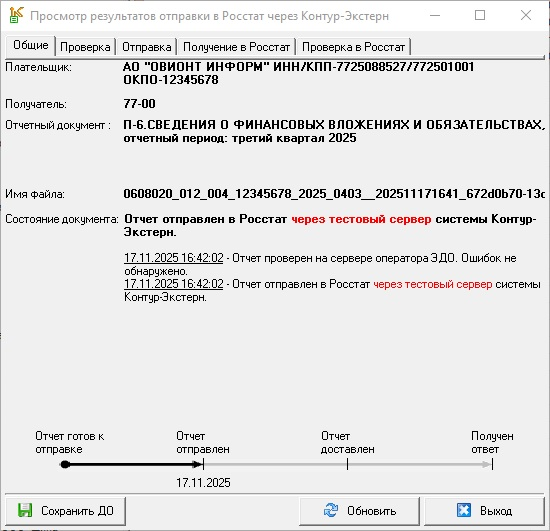 Просмотр результатов отправки в Росстат через Контур-Экстерн
Общие Проверка Отправка Получение в Росстат Проверка в Росстат
Плательщик: АО "ОВИОНТ ИНФОРМ" ИНН/КПП-7725088527/772501001
ОКПО-12345678
Получатель: 77-00
Отчетный документ : П-6.СВЕДЕНИЯ О ФИНАНСОВЫХ ВЛОЖЕНИЯХ И ОБЯЗАТЕЛЬСТВАХ,
отчетный период: третий квартал 2025
Имя Файла: 0608020_012_004_12345678_2025_0403__202511171641_672d0b70-13c
Состояние документа: Отчет отправлен в Росстат через тестовый сервер системы Контур-
Экстерн.
17.11.2025 16:42:02 - Отчет проверен на сервере оператора ЭДО. Ошибок не
обнаружено.
17.11.2025 16:42:02 - Отчет отправлен в Росстат через тестовый сервер системы
Контур-Экстерн.
Отчет готов к Отчет Отчет Получен
отправке отправлен доставлен ответ
17.11.2025
Сохранить ДО Обновить Выход